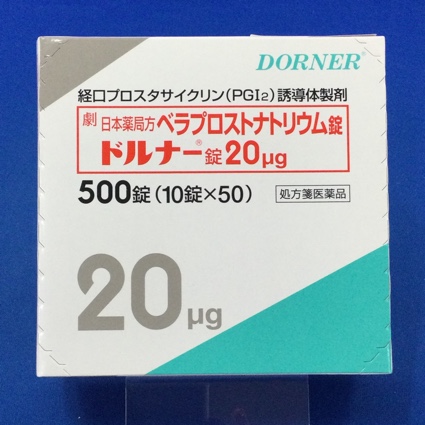 DORNER®
経口プロスタサイクリン(PGI₂)誘導体製剤
劇 日本薬局方 ベラプロストナトリウム錠
ドルナー®錠20μg
500錠(10錠×50) 処方箋医薬品
20μg